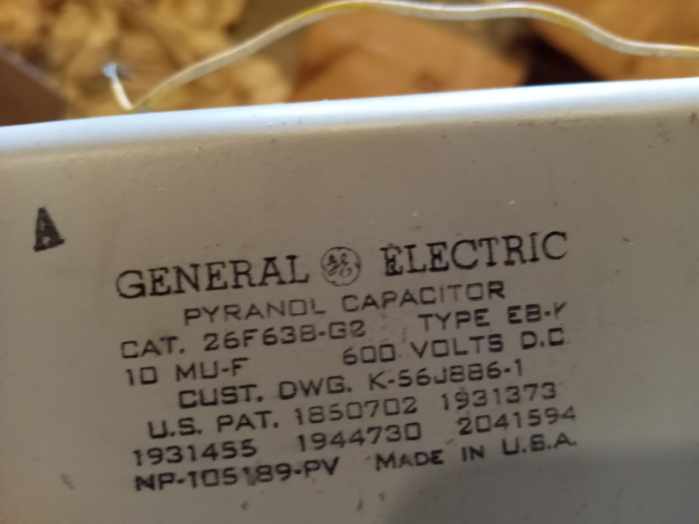 A
GENERAL GE ELECTRIC
PYRANOL CAPACITOR
CAT. 26F638-G2 TYPE EB-Y
10 MU-F 600 VOLTS D.C
CUST. DWG. K-56J886-1
U.S. PAT. 1850702 1931373
1931455 1944730 2041594
NP-105189-PV MADE IN U.S.A.